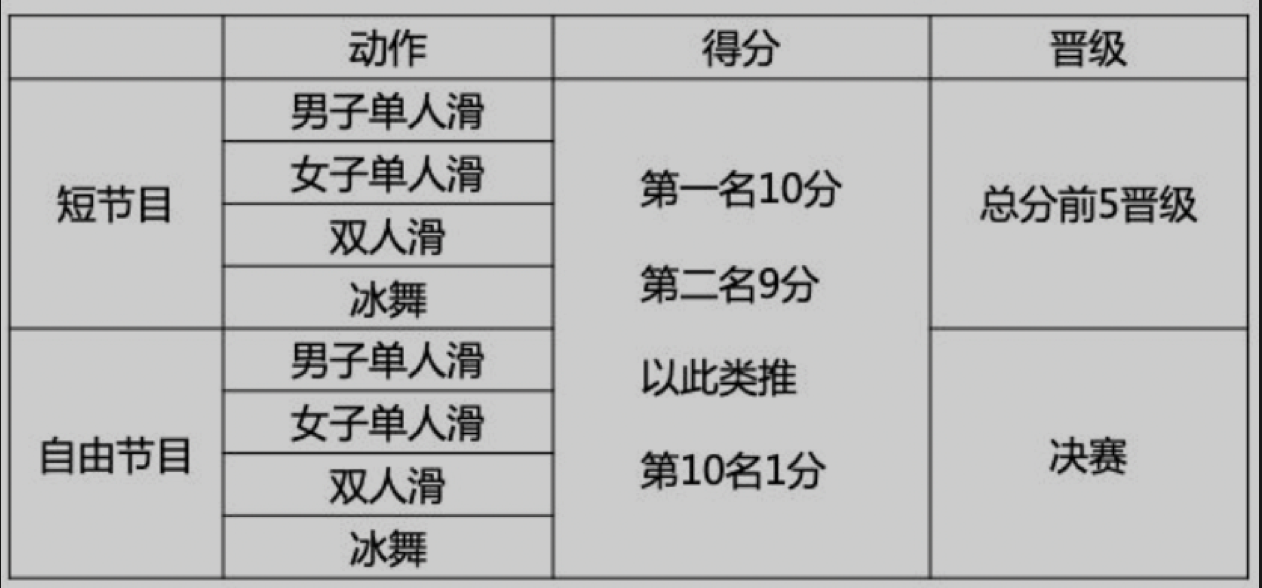 动作
得分
晋级
短节目
男子单人滑
女子单人滑
双人滑
冰舞
第一名10分
第二名9分
以此类推
第10名1分
总分前5晋级
自由节目
男子单人滑
女子单人滑
双人滑
冰舞
决赛